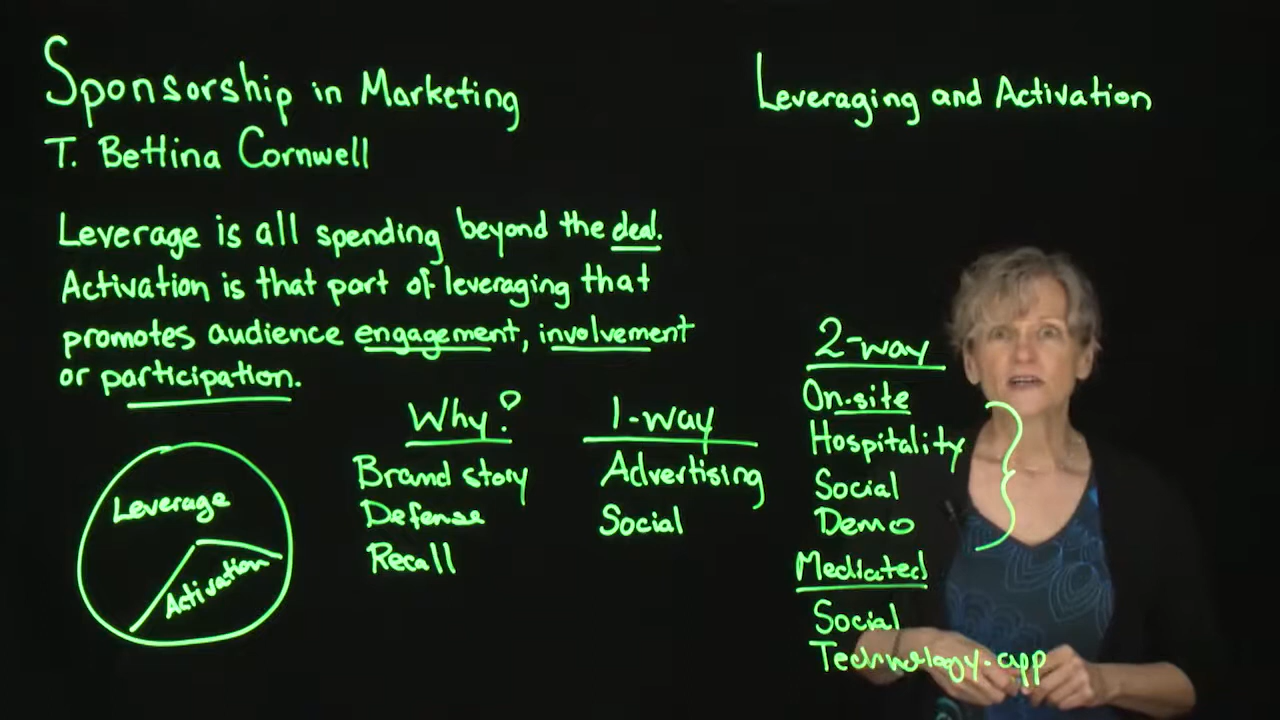 Sponsorship in Marketing
T. Bettina Cornwell
Leveraging and Activation
Leverage is all spending beyond the deal.
Activation is that part of leveraging that
promotes audience engagement, involvement
or participation.
Leverage
Activation
Why?
Brand story
Defense
Recall
1-way
Advertising
Social
2-way
On-site
Hospitality
Social
Demo
Mediated
Social
Technology-app